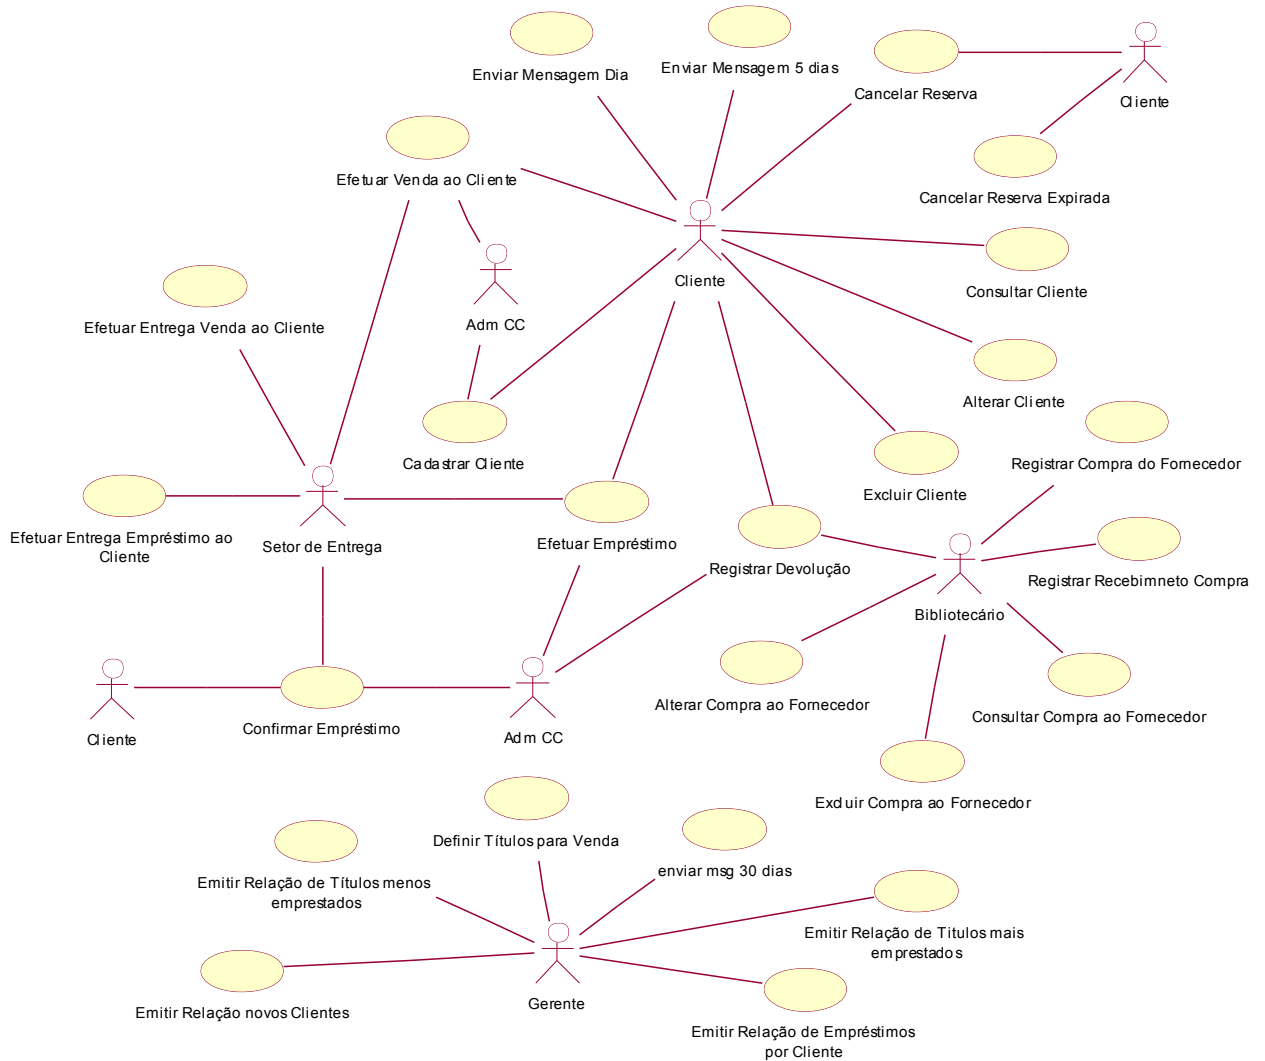 Enviar Mensagem Dia
Enviar Mensagem 5 dias
Cancelar Reserva
Cliente
Efetuar Venda ao Cliente
Cancelar Reserva Expirada
Cliente
Consultar Cliente
Efetuar Entrega Venda ao Cliente
Adm CC
Alterar Cliente
Cadastrar Cliente
Registrar Compra do Fornecedor
Excluir Cliente
Efetuar Entrega Empréstimo ao
Cliente
Setor de Entrega
Efetuar Empréstimo
Registrar Devolução
Registrar Recebimneto Compra
Bibliotecário
Alterar Compra ao Fornecedor
Consultar Compra ao Fornecedor
Cliente
Confirmar Empréstimo
Adm CC
Excluir Compra ao Fornecedor
Definir Títulos para Venda
enviar msg 30 dias
Emitir Relação de Títulos menos
emprestados
Emitir Relação de Titulos mais
emprestados
Emitir Relação novos Clientes
Gerente
Emitir Relação de Empréstimos
por Cliente